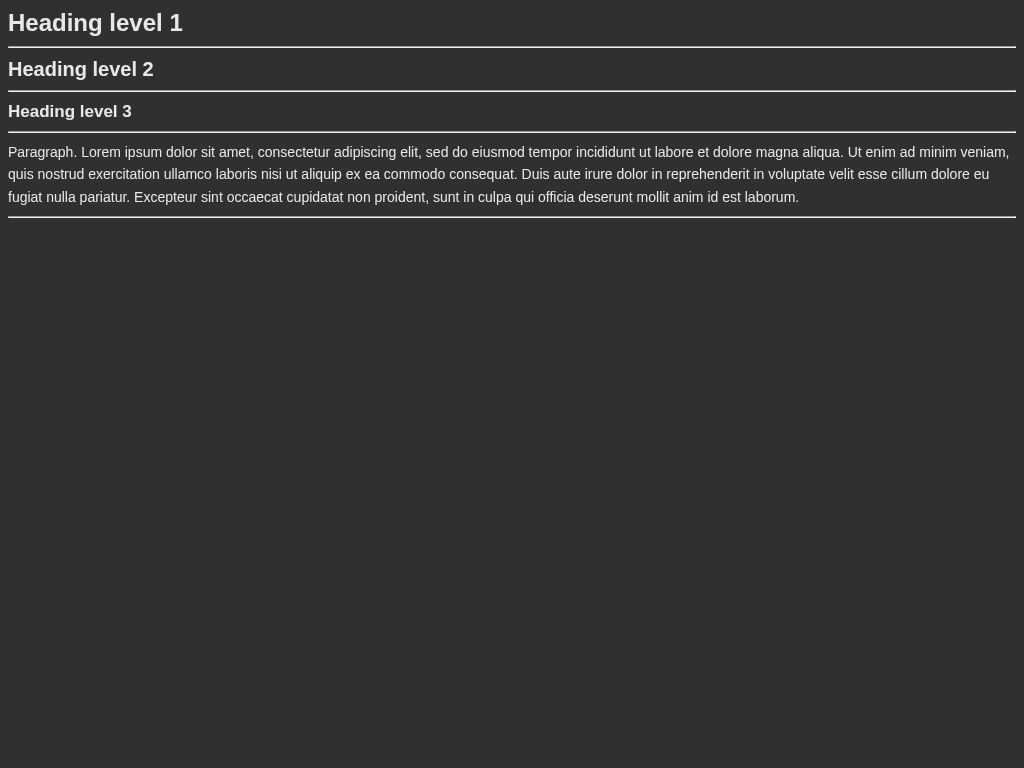 Heading level 1
Heading level 2
Heading level 3
Paragraph. Lorem ipsum dolor sit amet, consectetur adipiscing elit, sed do eiusmod tempor incididunt ut labore et dolore magna aliqua. Ut enim ad minim veniam,
quis nostrud exercitation ullamco laboris nisi ut aliquip ex ea commodo consequat. Duis aute irure dolor in reprehenderit in voluptate velit esse cillum dolore eu
fugiat nulla pariatur. Excepteur sint occaecat cupidatat non proident, sunt in culpa qui officia deserunt mollit anim id est laborum.